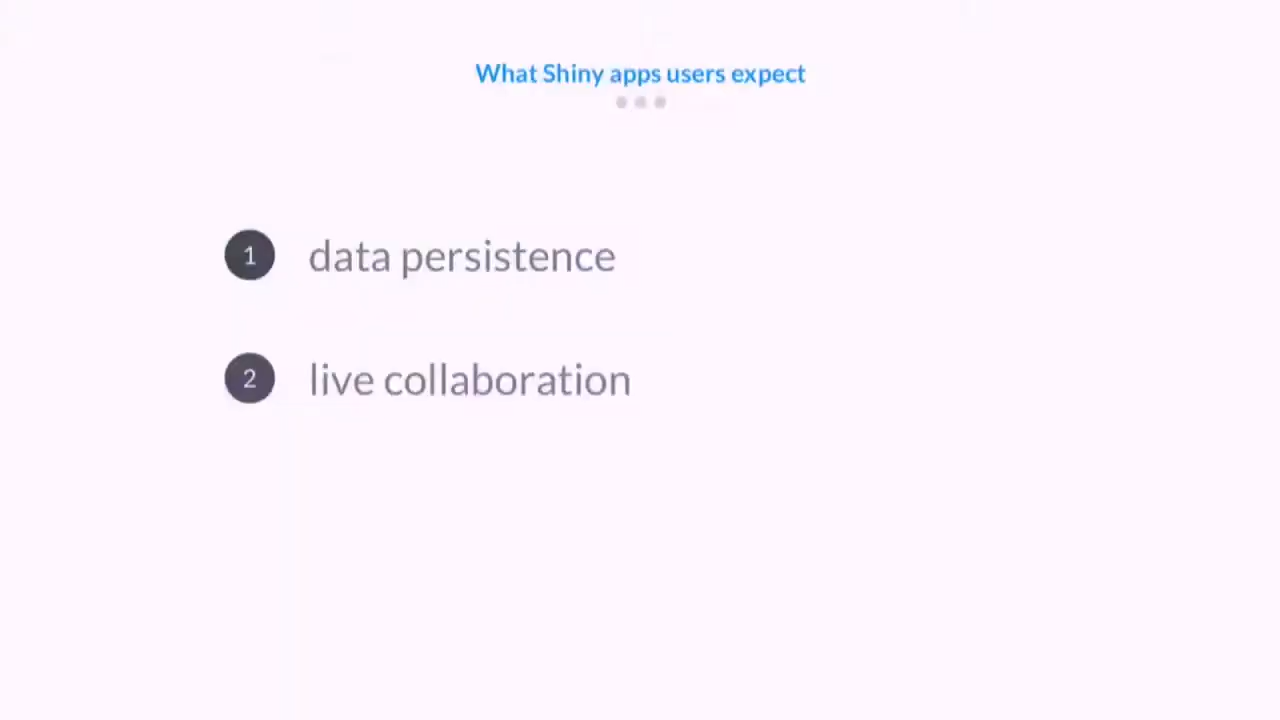 What Shiny apps users expect
1 data persistence
2 live collaboration